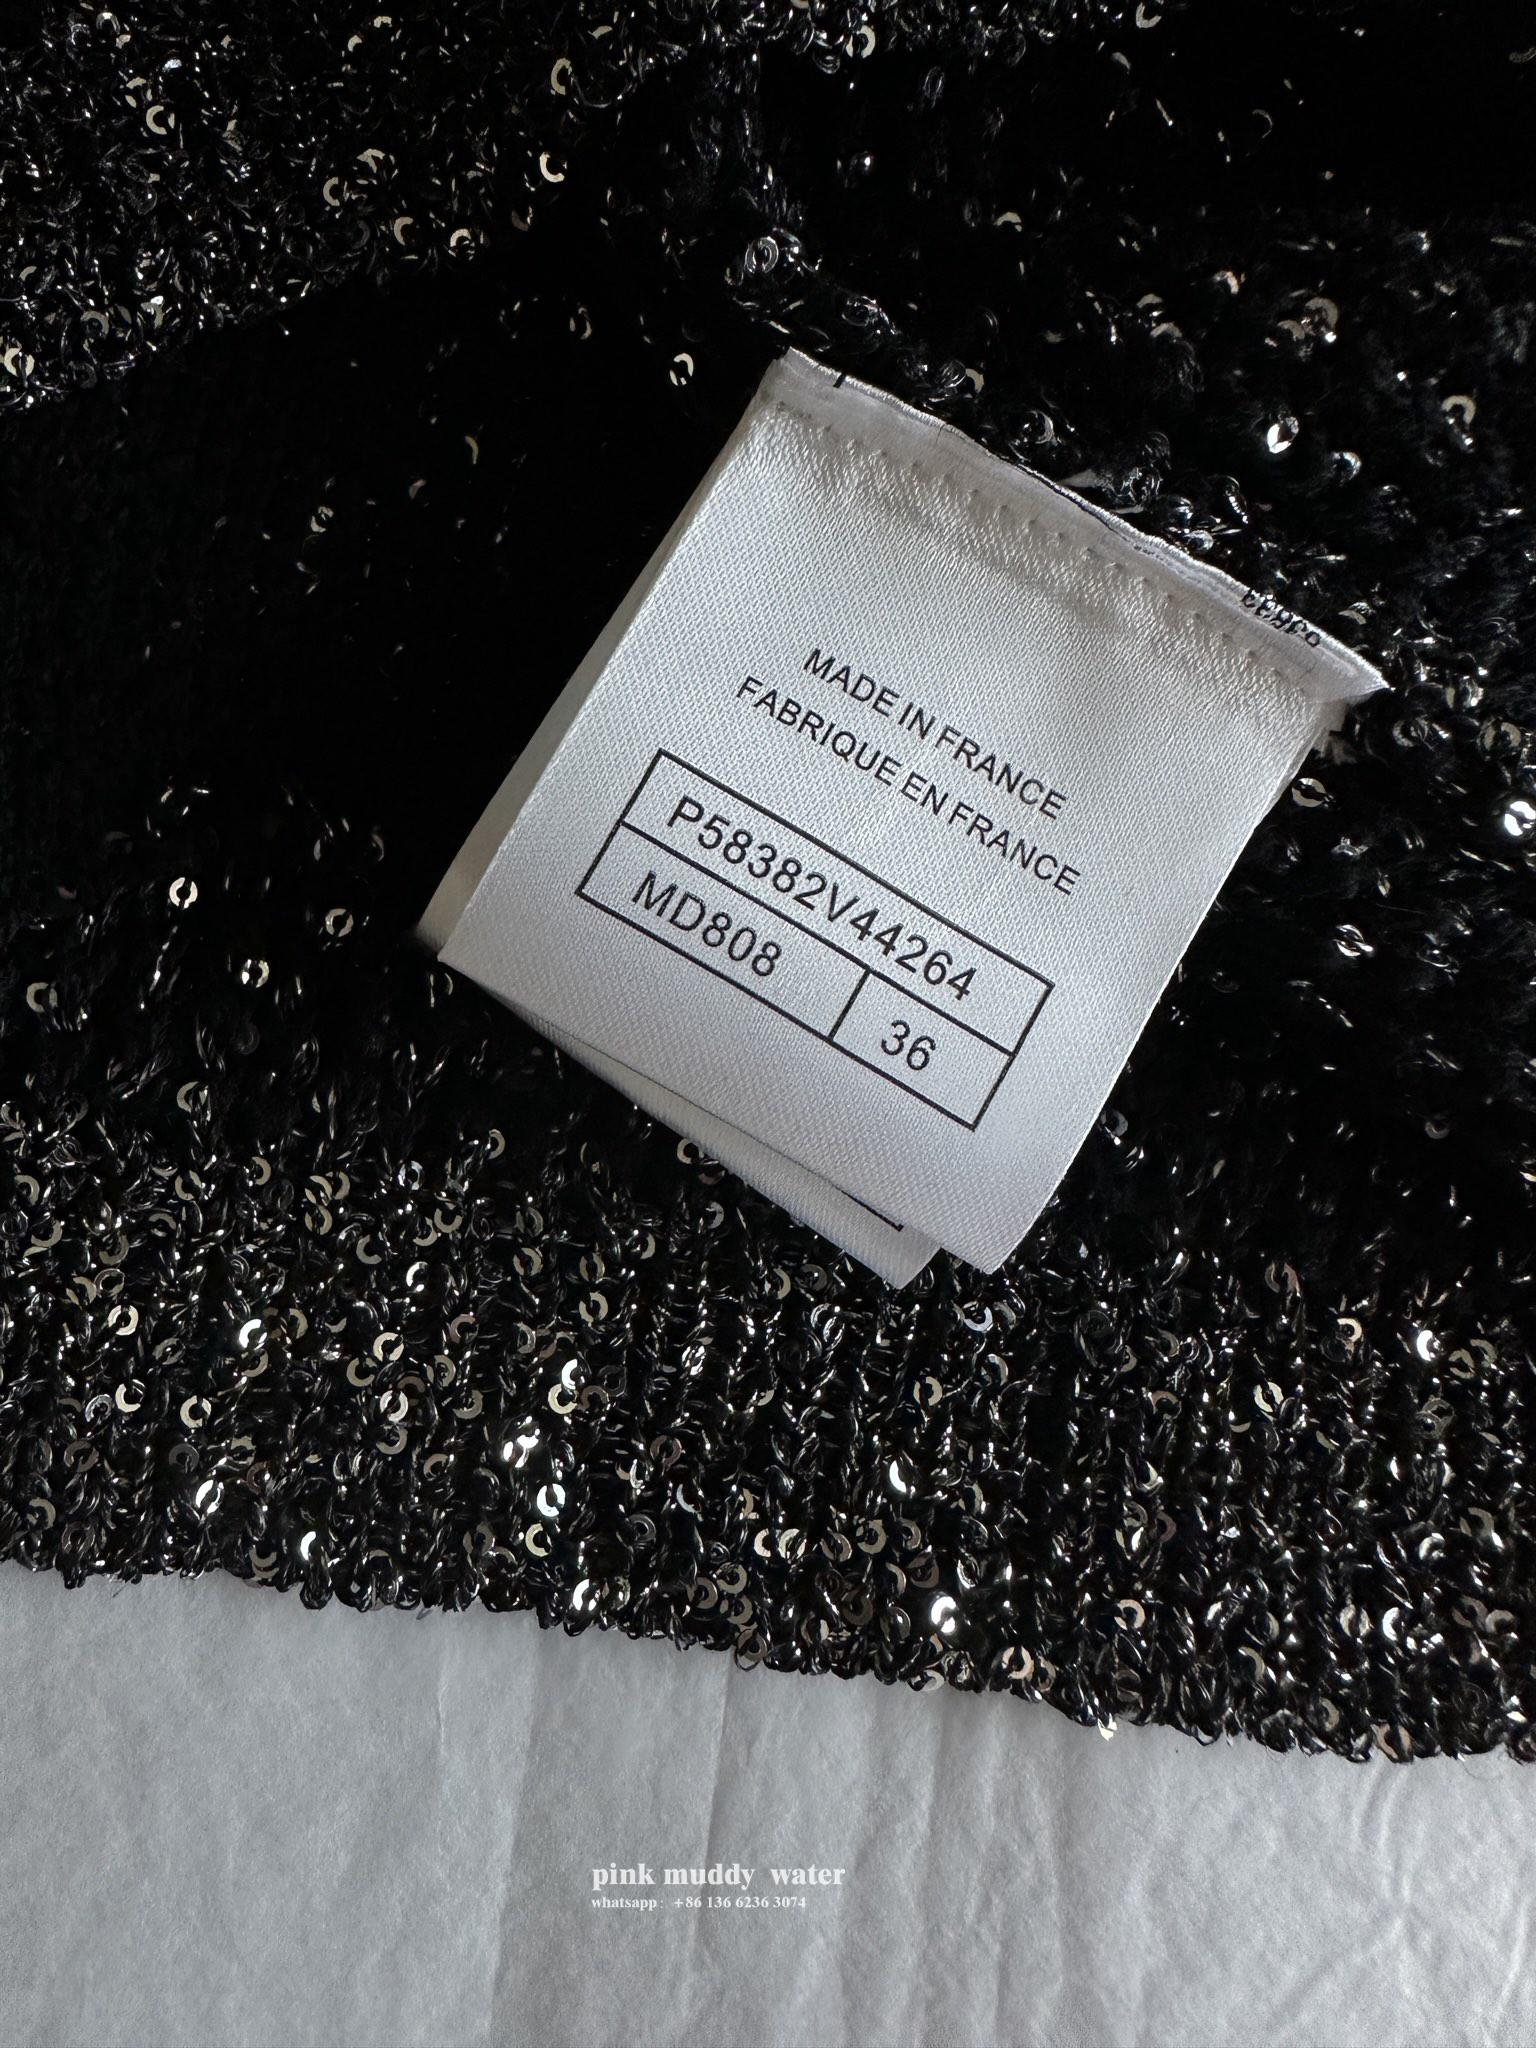 MADE IN FRANCE
FABRIQUE EN FRANCE
P58382V44264
MD808
36
pink muddy water
whatsapp: +86 136 6236 3074